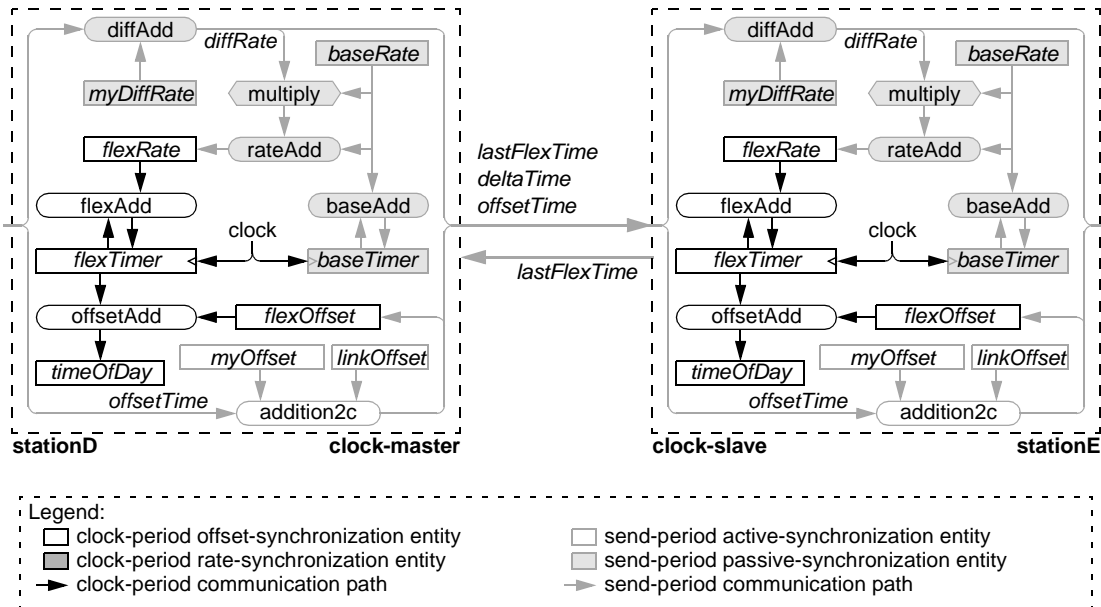 diffAdd
diffRate
baseRate
myDiffRate
multiply
flexRate
rateAdd
flexAdd
baseAdd
clock
flexTimer
baseTimer
offsetAdd
flexOffset
myOffset
linkOffset
timeOfDay
offsetTime
addition2c
stationD
clock-master
lastFlexTime
deltaTime
offsetTime
lastFlexTime
diffAdd
diffRate
baseRate
myDiffRate
multiply
flexRate
rateAdd
flexAdd
baseAdd
clock
flexTimer
baseTimer
offsetAdd
flexOffset
myOffset
linkOffset
timeOfDay
offsetTime
addition2c
clock-slave
stationE
Legend:
clock-period offset-synchronization entity
clock-period rate-synchronization entity
clock-period communication path
send-period active-synchronization entity
send-period passive-synchronization entity
send-period communication path